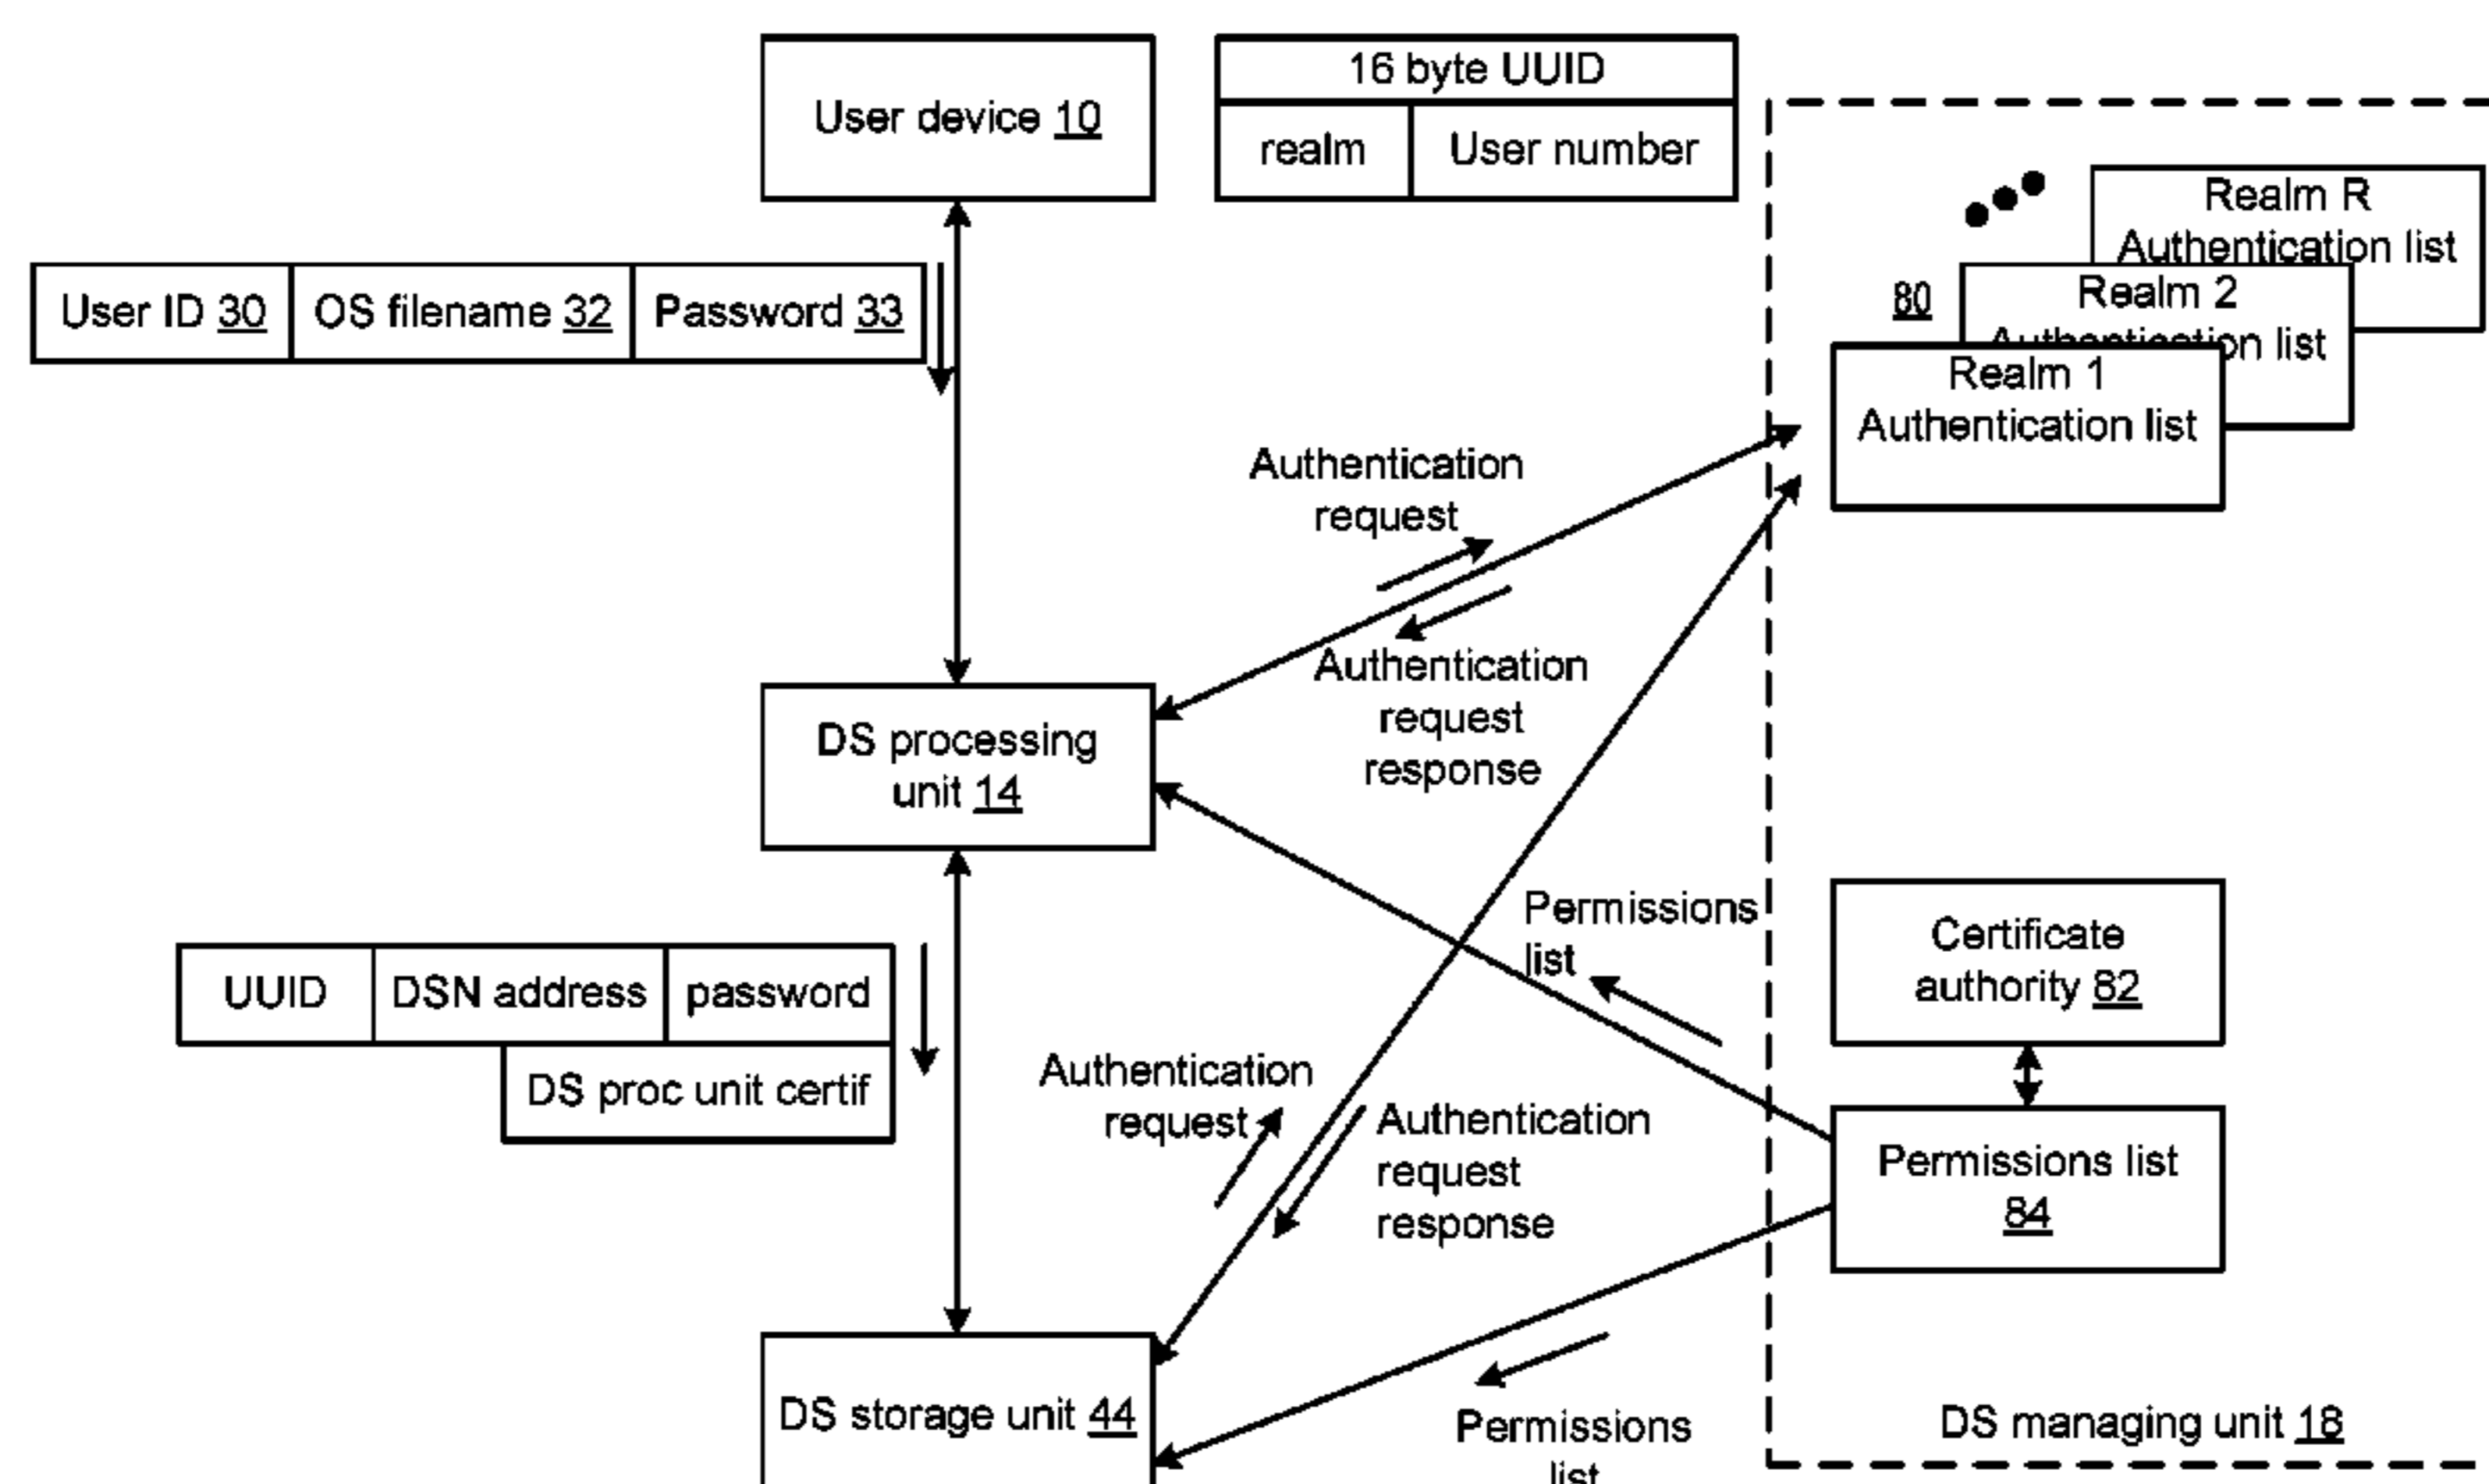 User device 10
16 byte UUID
realm
User number
Realm R
Authentication list
User ID 30
OS filename 32
Password 33
80
Realm 2
Authentication list
Realm 1
Authentication list
Authentication
request
Authentication
request
response
DS processing
unit 14
Permissions
list
Certificate
authority 82
UUID
DSN address
password
DS proc unit certif
Authentication
request
Authentication
request
response
Permissions list
84
DS storage unit 44
Permissions
list
DS managing unit 18